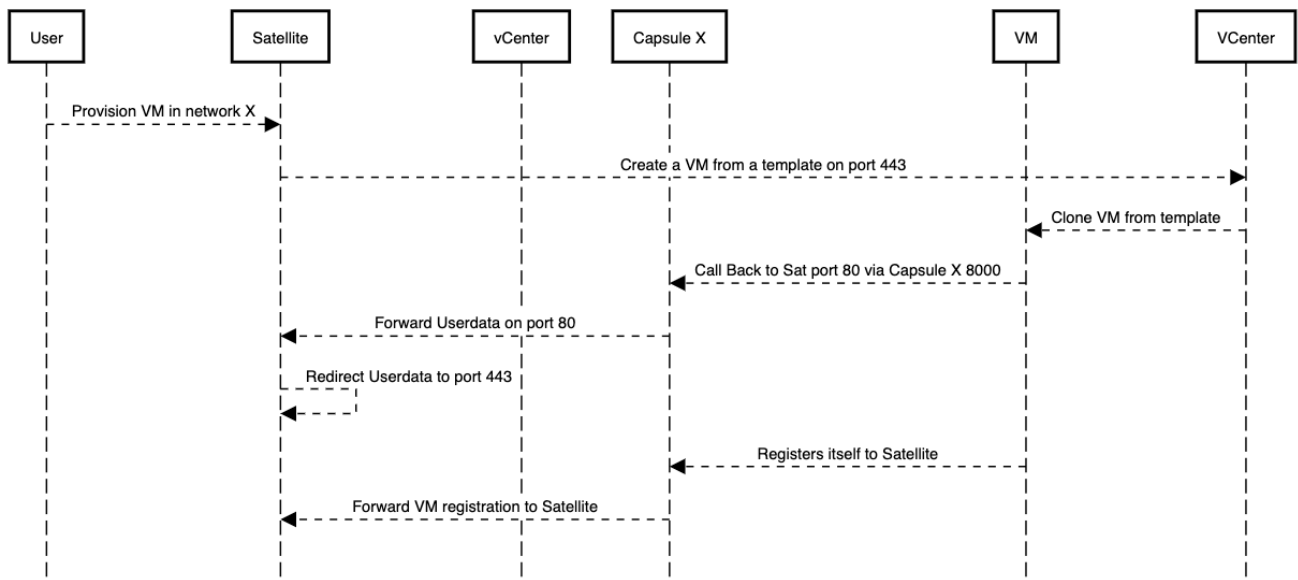 User
Satellite
vCenter
Capsule X
VM
VCenter
Provision VM in network X
Create a VM from a template on port 443
Clone VM from template
Call Back to Sat port 80 via Capsule X 8000
Forward Userdata on port 80
Redirect Userdata to port 443
Registers itself to Satellite
Forward VM registration to Satellite